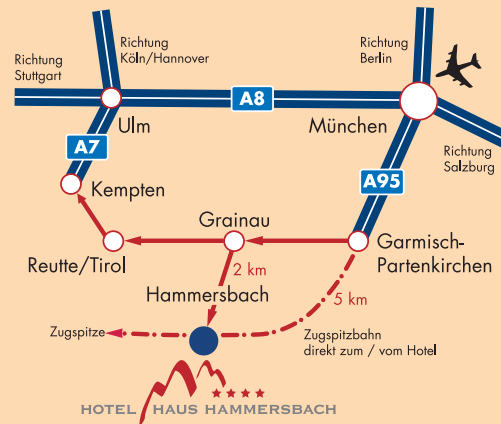 Richtung
Köln/Hannover
Richtung
Berlin
Richtung
Stuttgart
A8
Ulm
München
A7
Richtung
Salzburg
A95
Kempten
Grainau
Reutte/Tirol
2 km
Garmisch-
Partenkirchen
Hammersbach
5 km
Zugspitze
Zugspitzbahn
direkt zum / vom Hotel
HOTEL HAUS HAMMERSBACH